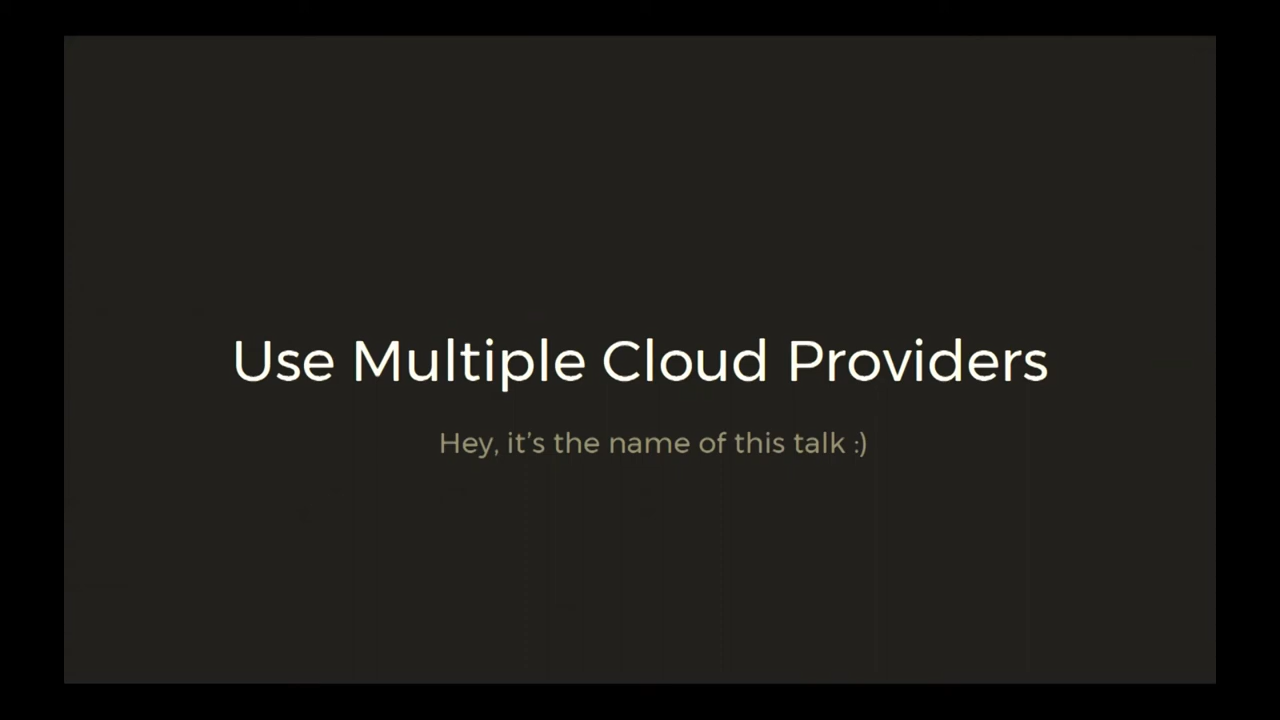 Use Multiple Cloud Providers
Hey, it’s the name of this talk :)